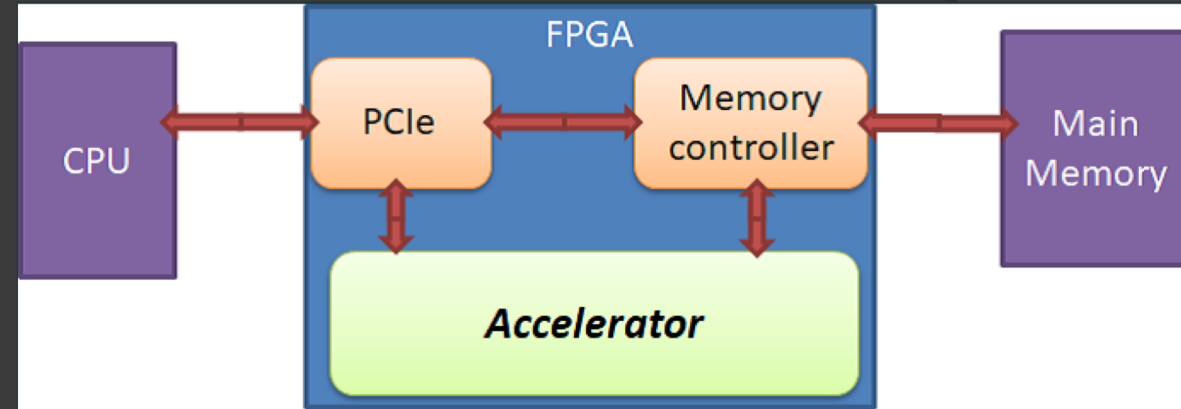 FPGA
CPU
PCIe
Memory
controller
Main
Memory
Accelerator